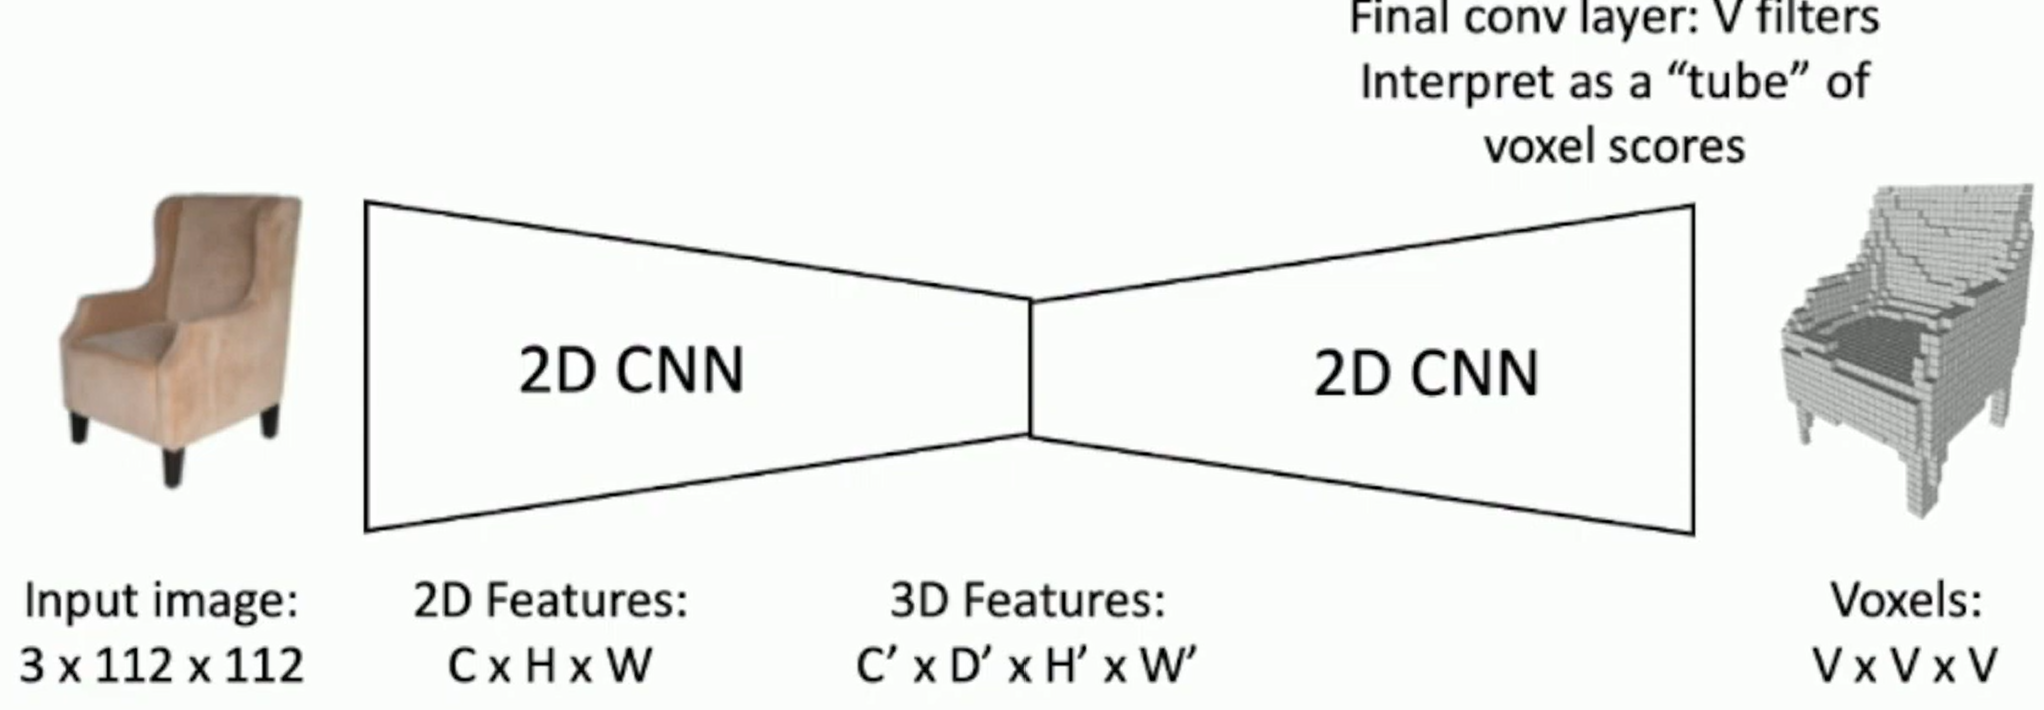 Final conv layer: V filters
Interpret as a “tube” of
voxel scores
2D CNN
2D CNN
Input image:
3 x 112 x 112
2D Features:
C x H x W
3D Features:
C’ x D’ x H’ x W’
Voxels:
V x V x V